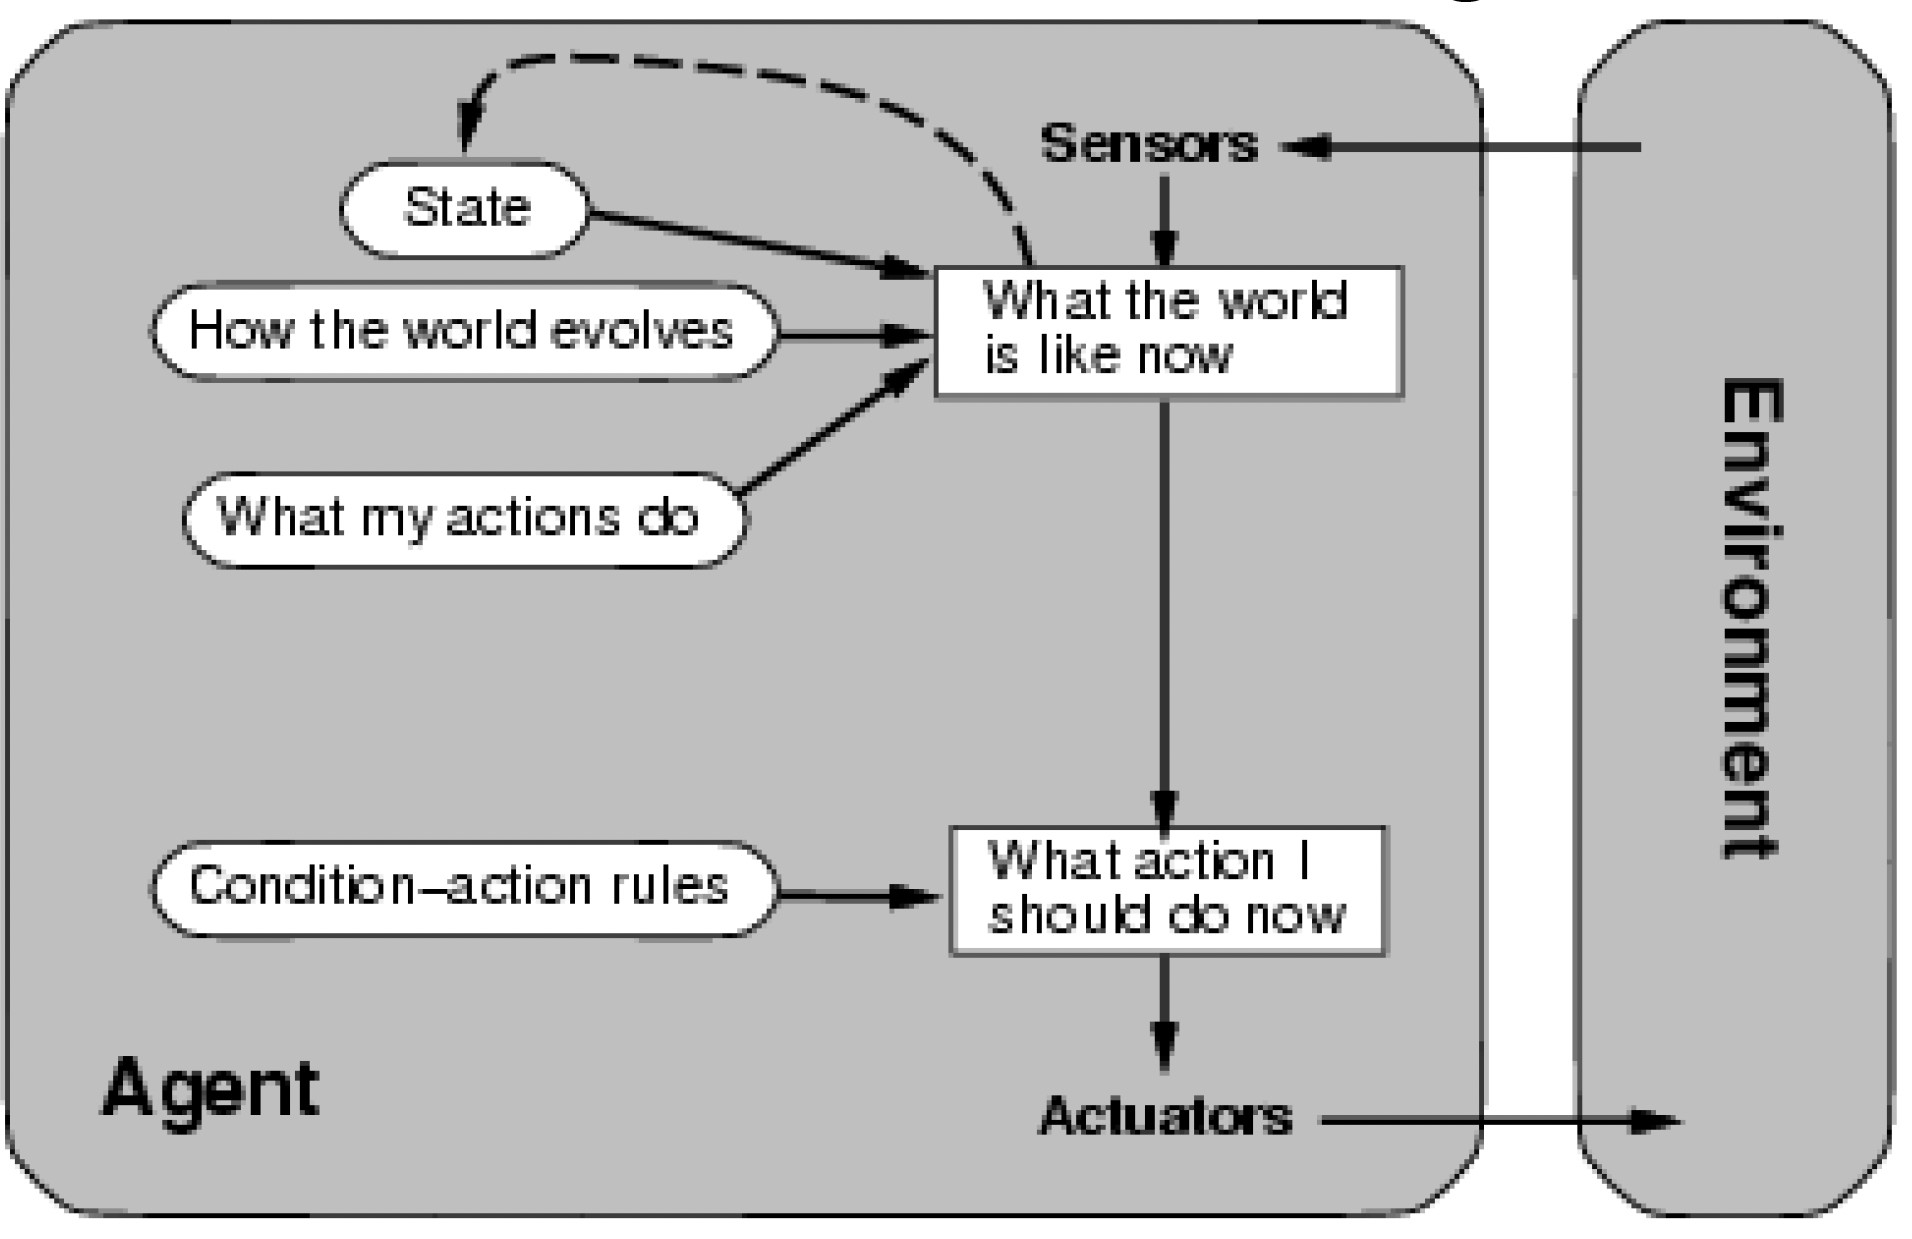 Sensors
State
How the world evolves
What the world
is like now
What my actions do
Condition–action rules
What action I
should do now
Agent
Actuators
Environment